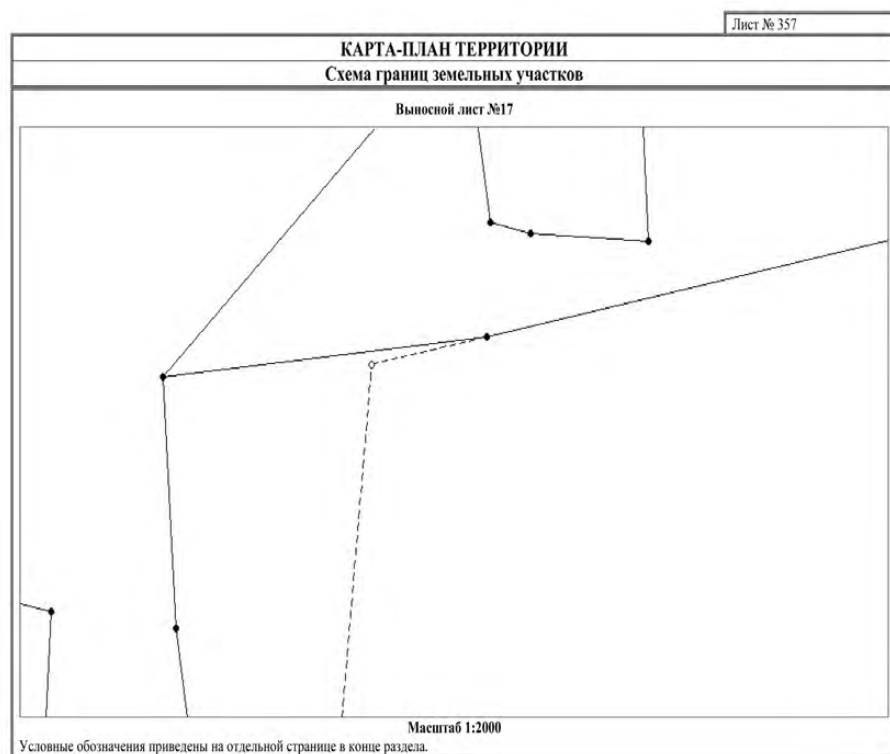 Лист № 357
КАРТА-ПЛАН ТЕРРИТОРИИ
Схема границ земельных участков
Выносной лист №17
Масштаб 1:2000
Условные обозначения приведены на отдельной странице в конце раздела.